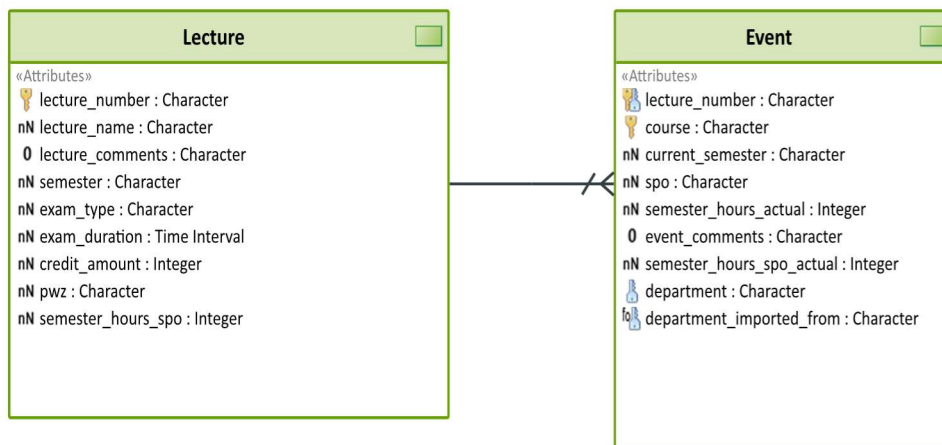 Lecture
«Attributes»
lecture_number : Character
nN lecture_name : Character
0 lecture_comments : Character
nN semester : Character
nN exam_type : Character
nN exam_duration : Time Interval
nN credit_amount : Integer
nN pwz : Character
nN semester_hours_spo : Integer
Event
«Attributes»
lecture_number : Character
course : Character
nN current_semester : Character
nN spo : Character
nN semester_hours_actual : Integer
0 event_comments : Character
nN semester_hours_spo_actual : Integer
department : Character
fo department_imported_from : Character